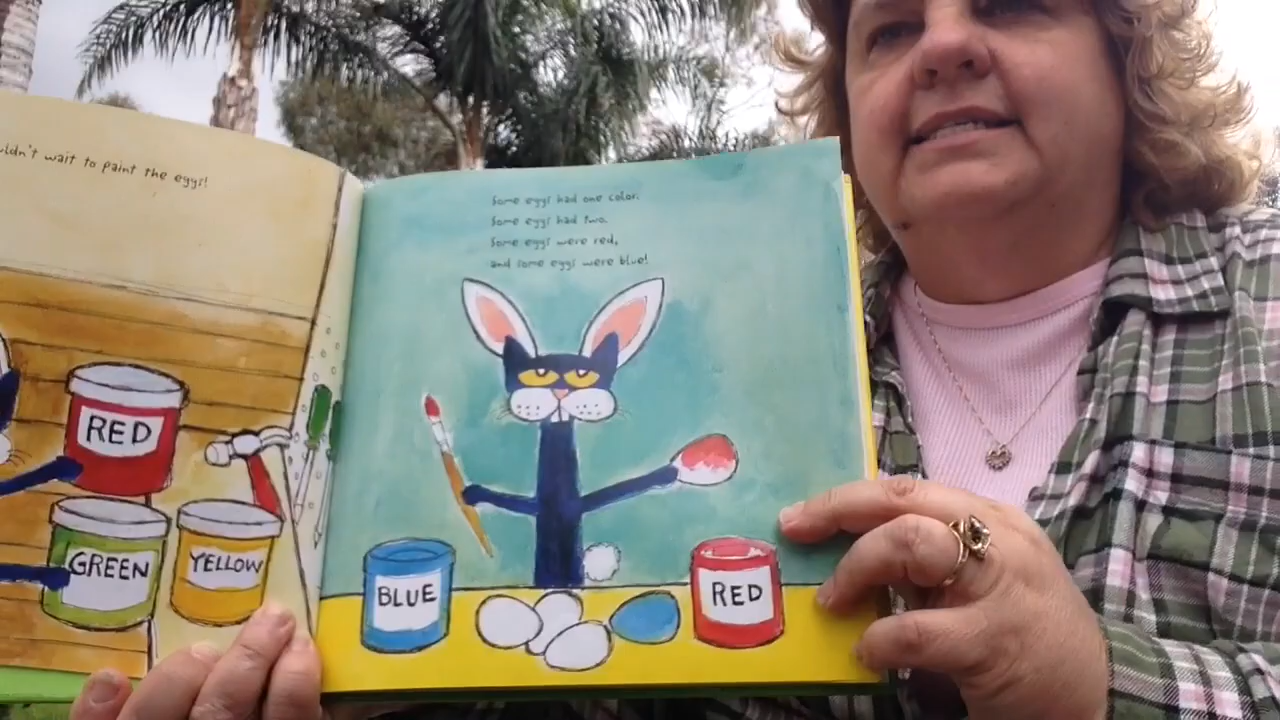 wait to paint the eggs!
Some eggs had one color.
Some eggs had two.
Some eggs were red,
and some eggs were blue!
RED
GREEN
YELLOW
BLUE
RED